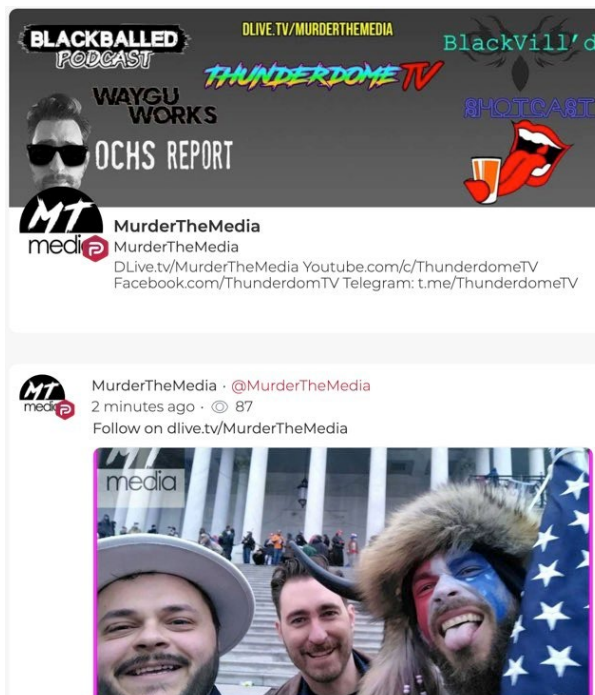 BLACKBALLED
PODCAST
DLIVE.TV/MURDERTHEMEDIA
BlackVill'd
THUNDERDOME TV
WAYGU
WORKS
SHOTCAST
OCHS REPORT
MT
media
MurderTheMedia
MurderTheMedia
DLive.tv/MurderTheMedia Youtube.com/c/ThunderdomeTV
Facebook.com/ThunderdomTV Telegram: t.me/ThunderdomeTV
MT
media
MurderTheMedia · @MurderTheMedia
2 minutes ago · 87
Follow on dlive.tv/MurderTheMedia
MT
media